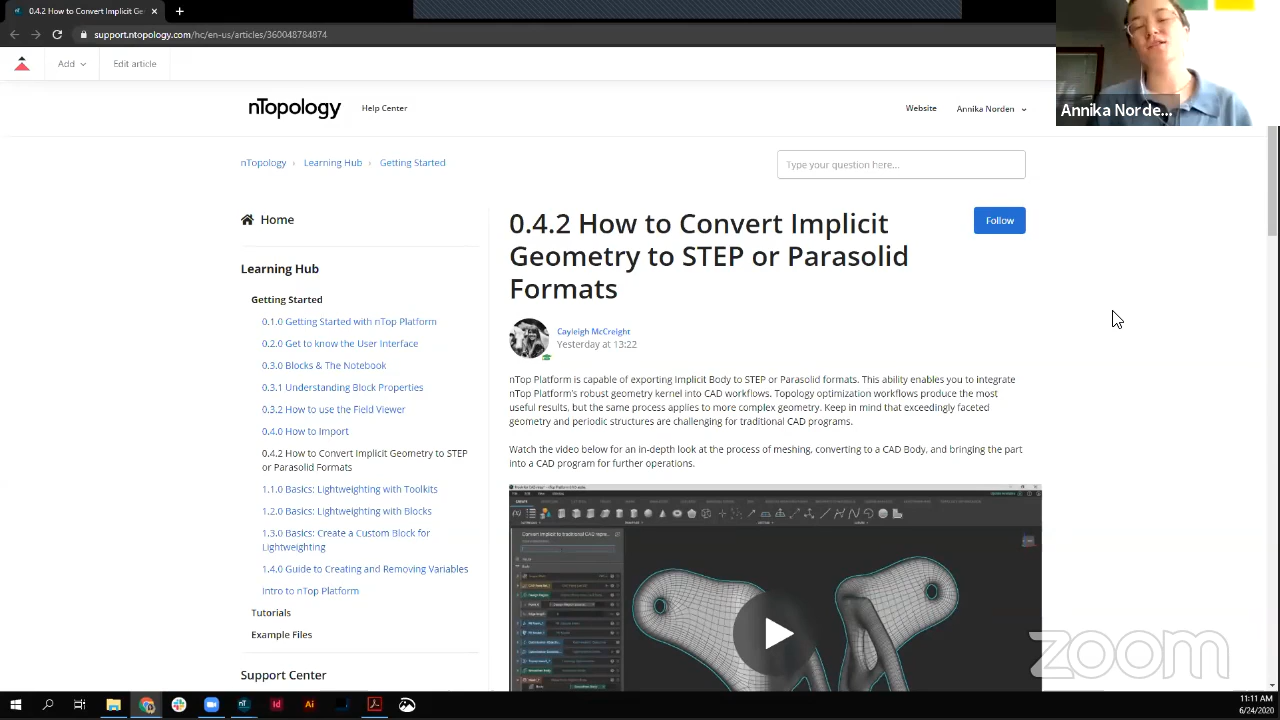 0.4.2 How to Convert Implicit Ge
support.ntopology.com/hc/en-us/articles/360048784874
Add
Edit article
Annika Norde...
nTopology
Help Center
Website
Annika Norden
nTopology › Learning Hub › Getting Started
Type your question here...
Home
Learning Hub
Getting Started
0.1.0 Getting Started with nTop Platform
0.2.0 Get to know the User Interface
0.3.0 Blocks & The Notebook
0.3.1 Understanding Block Properties
0.3.2 How to use the Field Viewer
0.4.0 How to Import
0.4.2 How to Convert Implicit Geometry to STEP
or Parasolid Formats
1.1.0 Basics: Lightweighting with Toolkits
1.2.0 Basics: Lightweighting with Blocks
1.3.0 Basics: Create a Custom Block for
Lightweighting
1.4.0 Guide to Creating and Removing Variables
Intro to nTop Platform
Tutorials
Example Files
Support Center
0.4.2 How to Convert Implicit
Geometry to STEP or Parasolid
Formats
Follow
Cayleigh McCreight
Yesterday at 13:22
nTop Platform is capable of exporting Implicit Body to STEP or Parasolid formats. This ability enables you to integrate
nTop Platform's robust geometry kernel into CAD workflows. Topology optimization workflows produce the most
useful results, but the same process applies to more complex geometry. Keep in mind that exceedingly faceted
geometry and periodic structures are challenging for traditional CAD programs.
Watch the video below for an in-depth look at the process of meshing, converting to a CAD Body, and bringing the part
into a CAD program for further operations.
Convert implicit to traditional CAD repre...
zoom
11:11 AM
6/24/2020